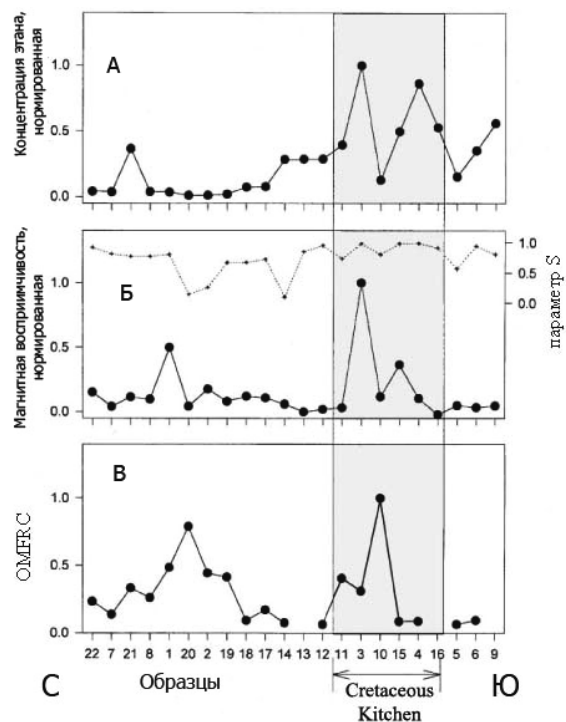 Концентрация этана,
нормированная
1.0
0.5
0.0
А
Магнитная восприимчивость,
нормированная
1.0
0.5
0.0
Б
1.0
0.5
0.0
параметр S
OMFRC
1.0
0.5
0.0
В
22 7 21 8 1 20 2 19 18 17 14 13 12 11 3 10 15 4 16 5 6 9
С Образцы Ю
Cretaceous
Kitchen